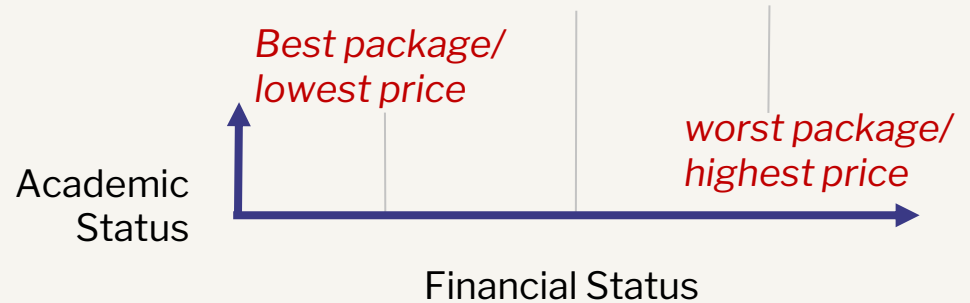 Best package/
lowest price
worst package/
highest price
Academic
Status
Financial Status